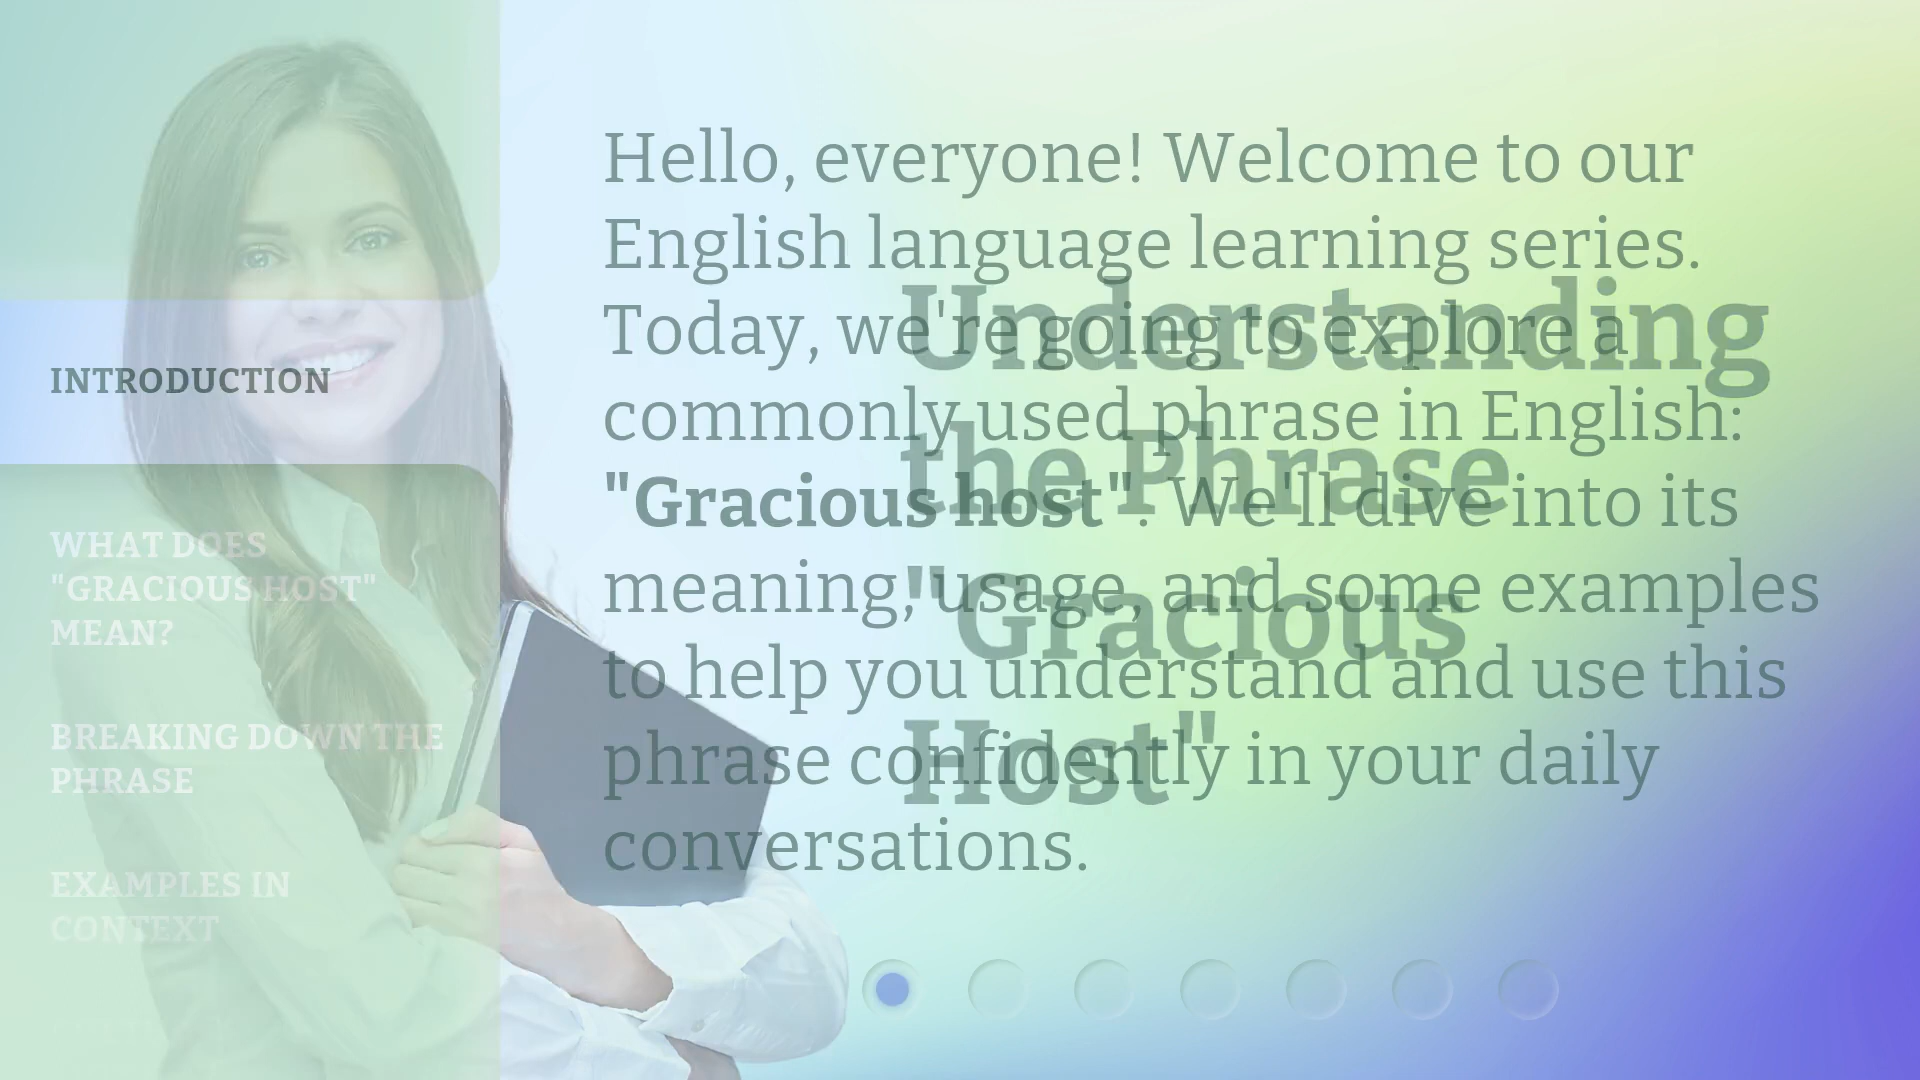 INTRODUCTION
WHAT DOES
"GRACIOUS HOST"
MEAN?
BREAKING DOWN THE
PHRASE
EXAMPLES IN
CONTEXT
Hello, everyone! Welcome to our
English language learning series.
Today, we're going to explore a
commonly used phrase in English:
"Gracious host". We'll dive into its
meaning, usage, and some examples
to help you understand and use this
phrase confidently in your daily
conversations.
Understanding
the Phrase
"Gracious
Host"